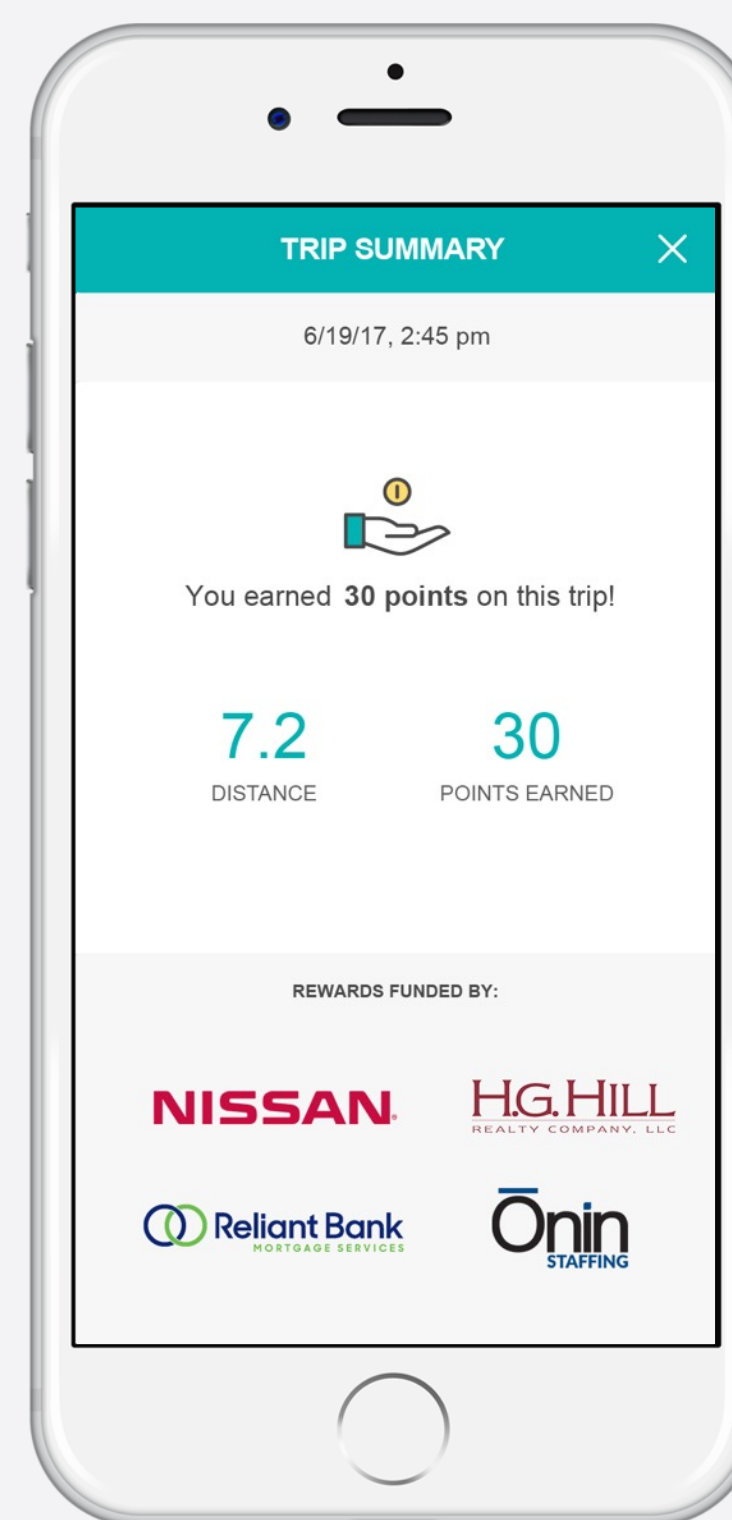 TRIP SUMMARY
6/19/17, 2:45 pm
You earned 30 points on this trip!
7.2 30
DISTANCE POINTS EARNED
REWARDS FUNDED BY:
NISSAN H.G. HILL
REALTY COMPANY, LLC
Reliant Bank Ōnin
MORTGAGE SERVICES STAFFING